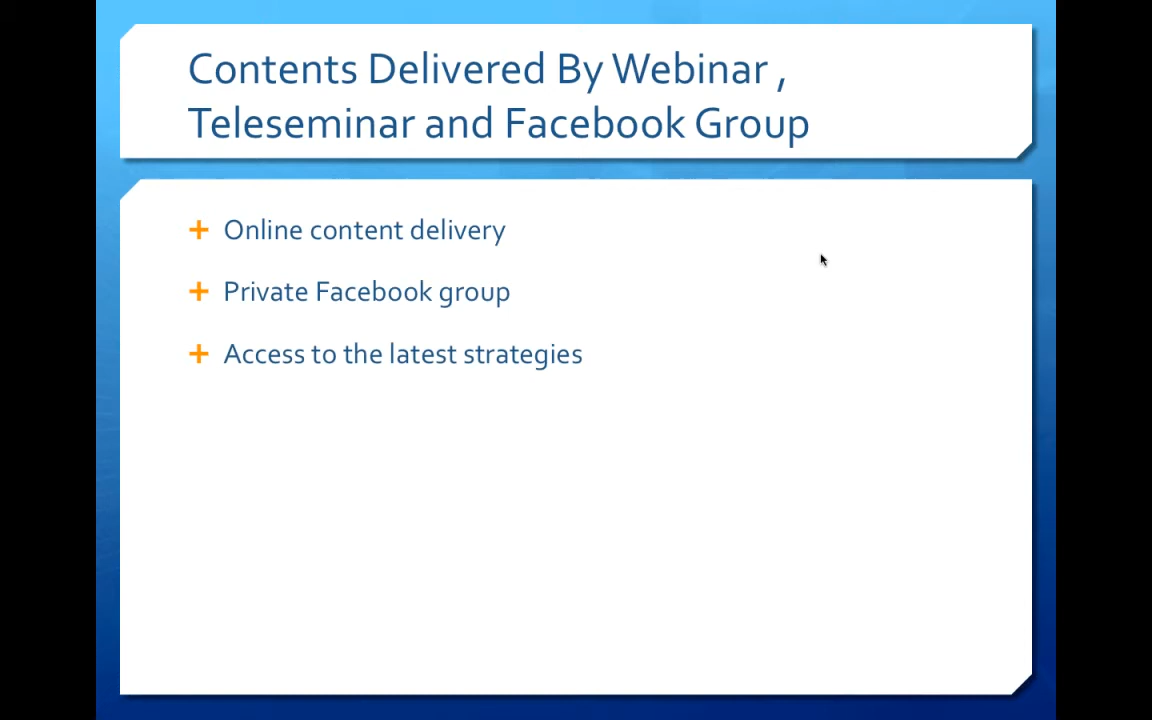 Contents Delivered By Webinar ,
Teleseminar and Facebook Group
Online content delivery
Private Facebook group
Access to the latest strategies